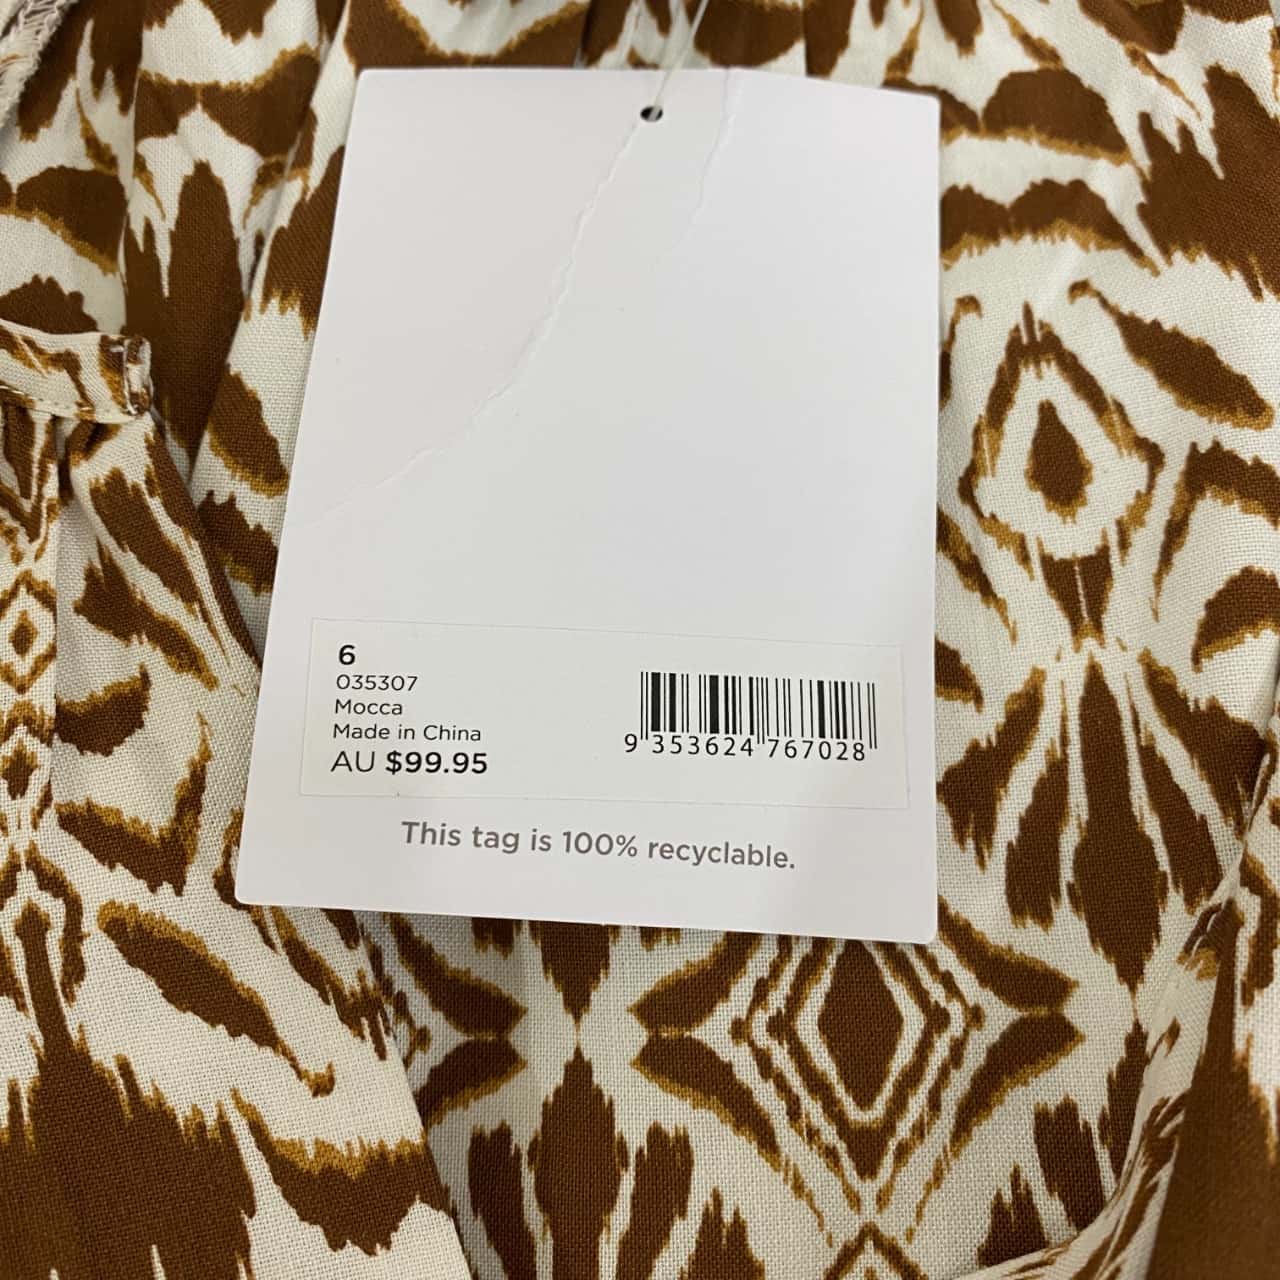 6
035307
Mocca
Made in China
AU $99.95
9 353624 767028
This tag is 100% recyclable.